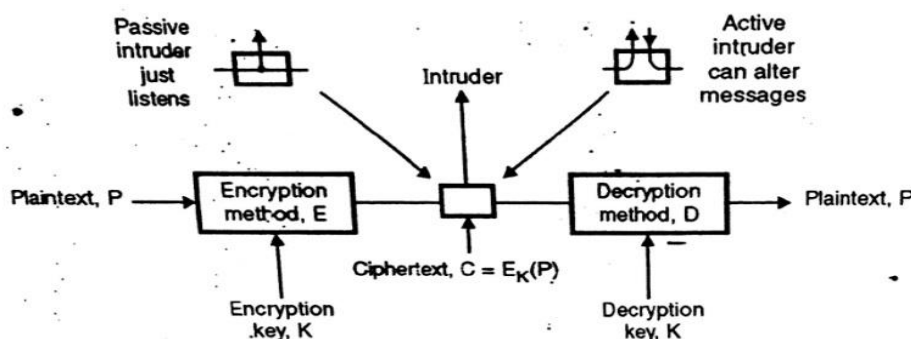 Passive
intruder
just
listens
Intruder
Active
intruder
can alter
messages
Plaintext, P
Encryption
method, E
Decryption
method, D
Plaintext, P
Ciphertext, C = E_K(P)
Encryption
key, K
Decryption
key, K